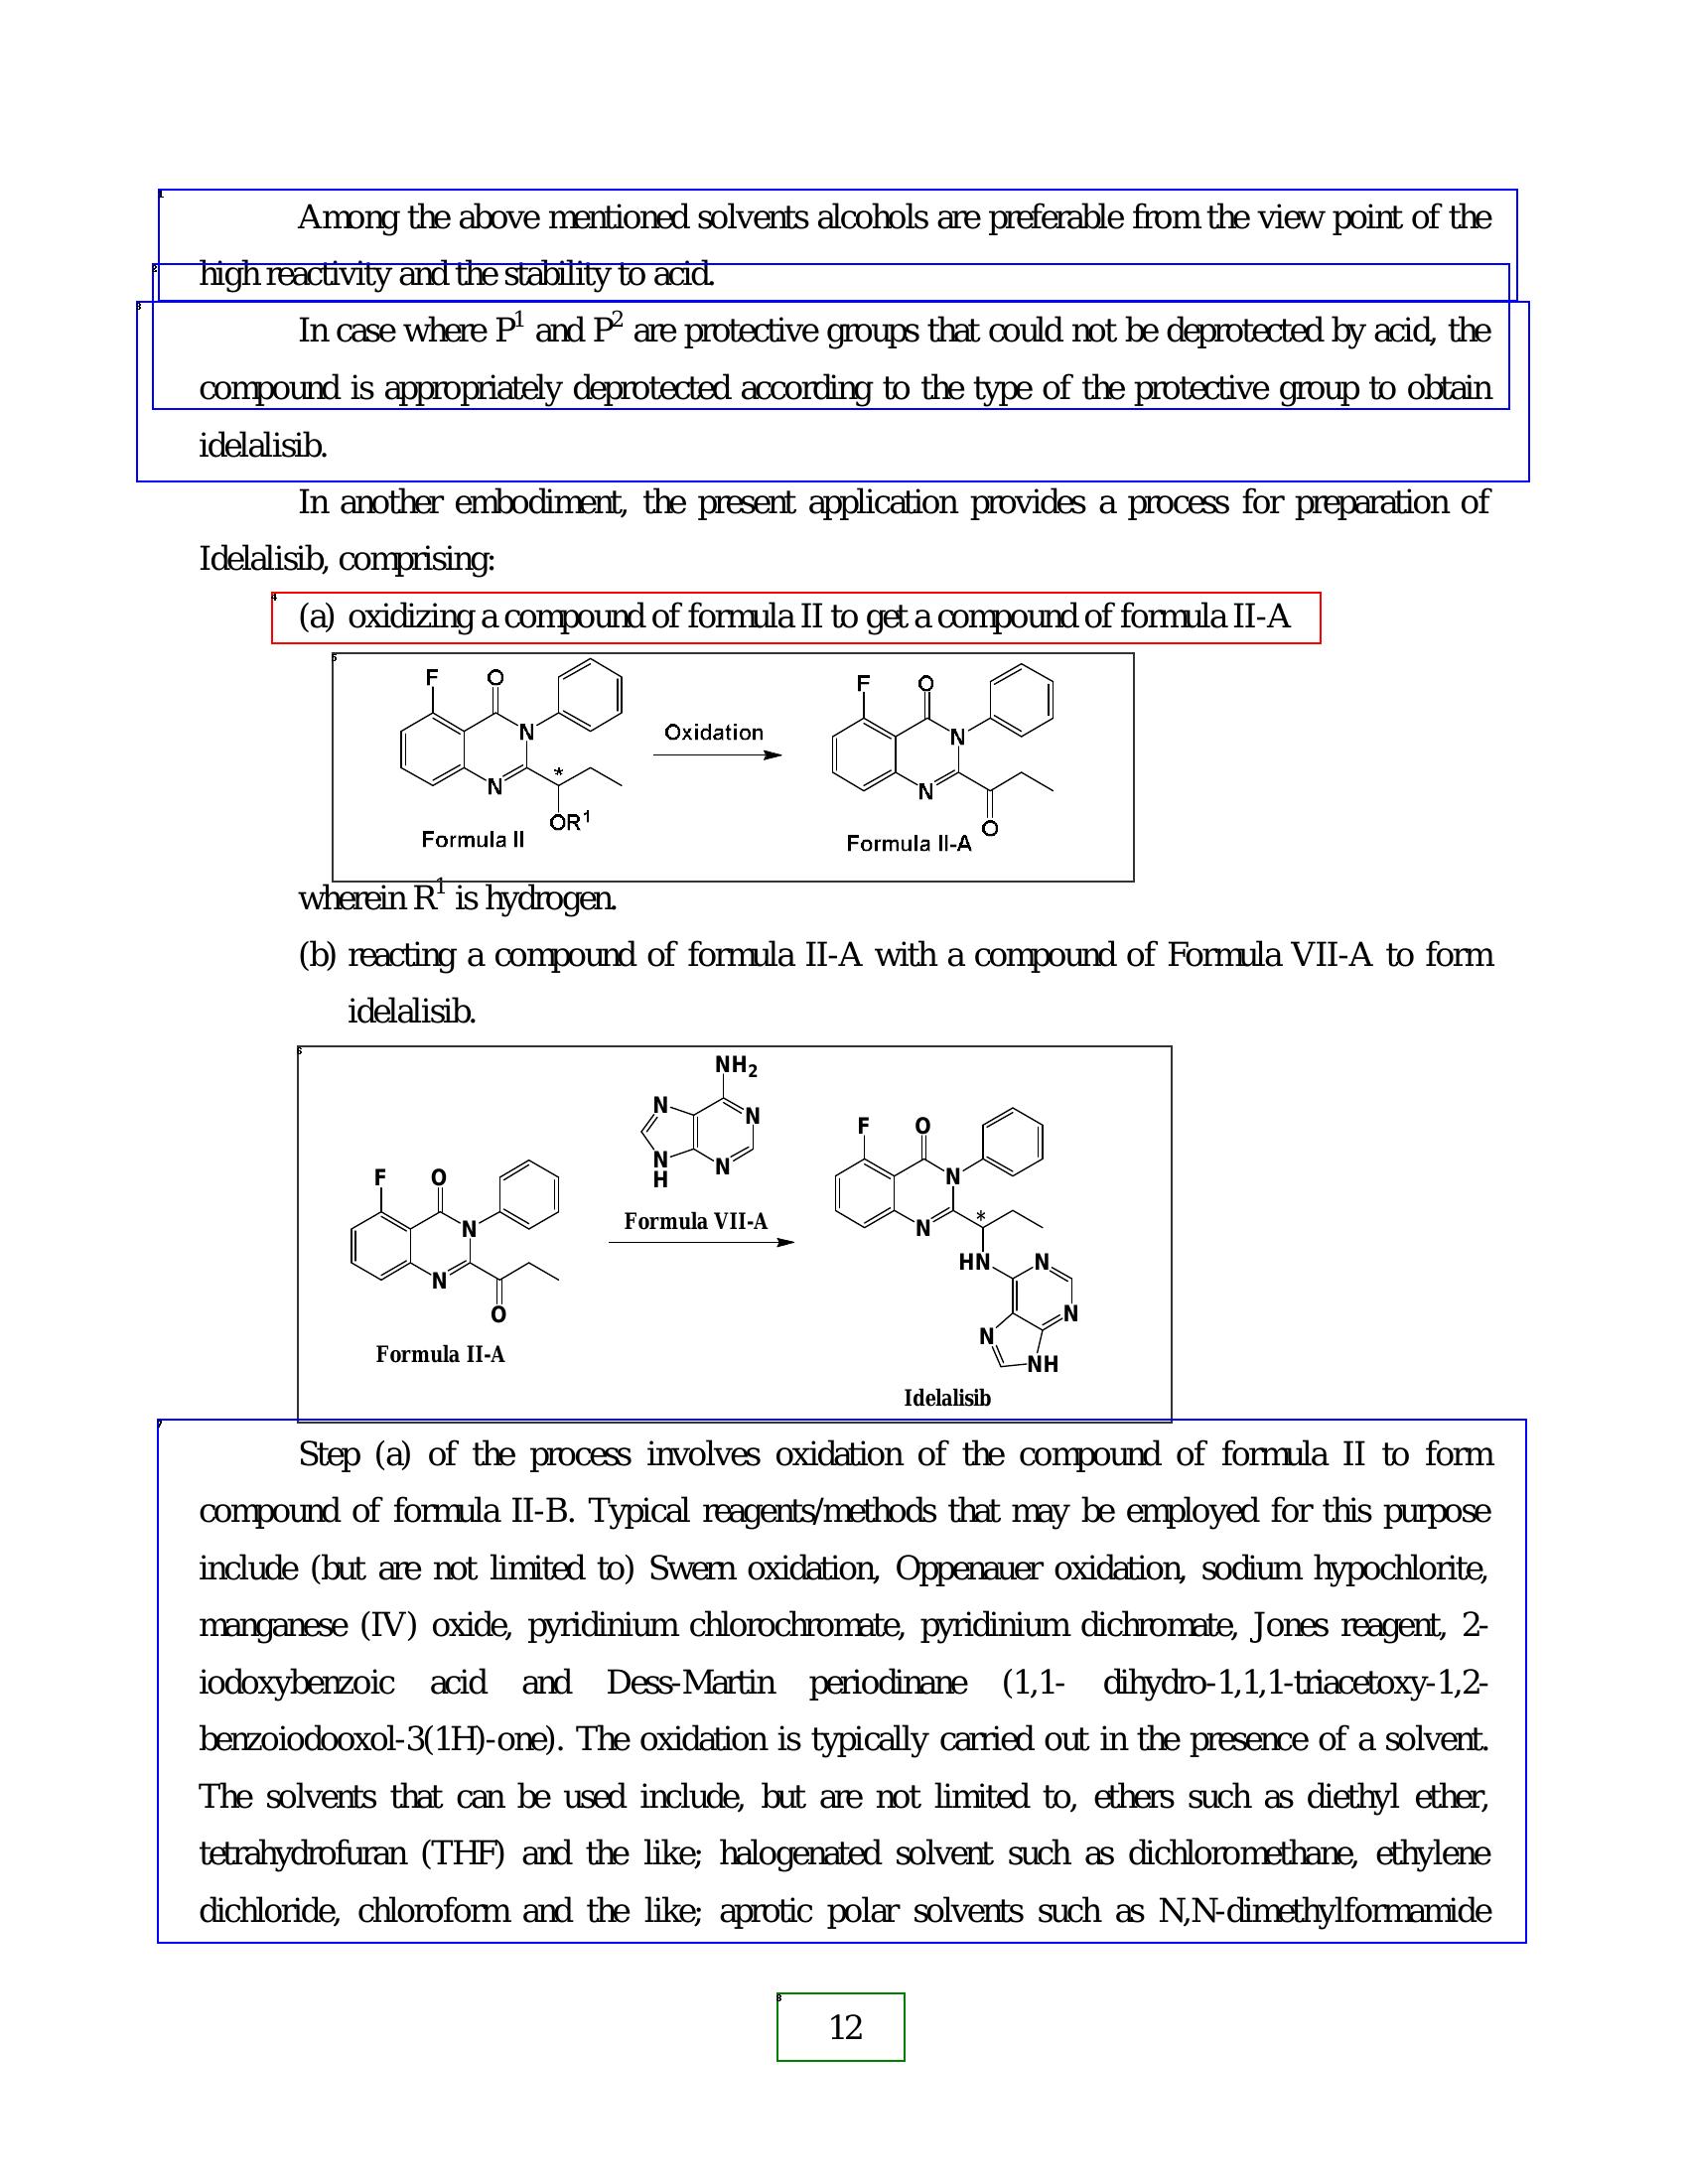 1
Among the above mentioned solvents alcohols are preferable from the view point of the
2
high reactivity and the stability to acid.
3
In case where P¹ and P² are protective groups that could not be deprotected by acid, the
compound is appropriately deprotected according to the type of the protective group to obtain
idelalisib.
In another embodiment, the present application provides a process for preparation of
Idelalisib, comprising:
4
(a) oxidizing a compound of formula II to get a compound of formula II-A
5
F O N N * OR¹
Formula II
Oxidation
F O N N O
Formula II-A
wherein R¹ is hydrogen.
(b) reacting a compound of formula II-A with a compound of Formula VII-A to form
idelalisib.
6
F O N N O
Formula II-A
NH₂ N N N N H
Formula VII-A
F O N N * HN N N N NH
Idelalisib
7
Step (a) of the process involves oxidation of the compound of formula II to form
compound of formula II-B. Typical reagents/methods that may be employed for this purpose
include (but are not limited to) Swern oxidation, Oppenauer oxidation, sodium hypochlorite,
manganese (IV) oxide, pyridinium chlorochromate, pyridinium dichromate, Jones reagent, 2-
iodoxybenzoic acid and Dess-Martin periodinane (1,1- dihydro-1,1,1-triacetoxy-1,2-
benzoiodooxol-3(1H)-one). The oxidation is typically carried out in the presence of a solvent.
The solvents that can be used include, but are not limited to, ethers such as diethyl ether,
tetrahydrofuran (THF) and the like; halogenated solvent such as dichloromethane, ethylene
dichloride, chloroform and the like; aprotic polar solvents such as N,N-dimethylformamide
8
12